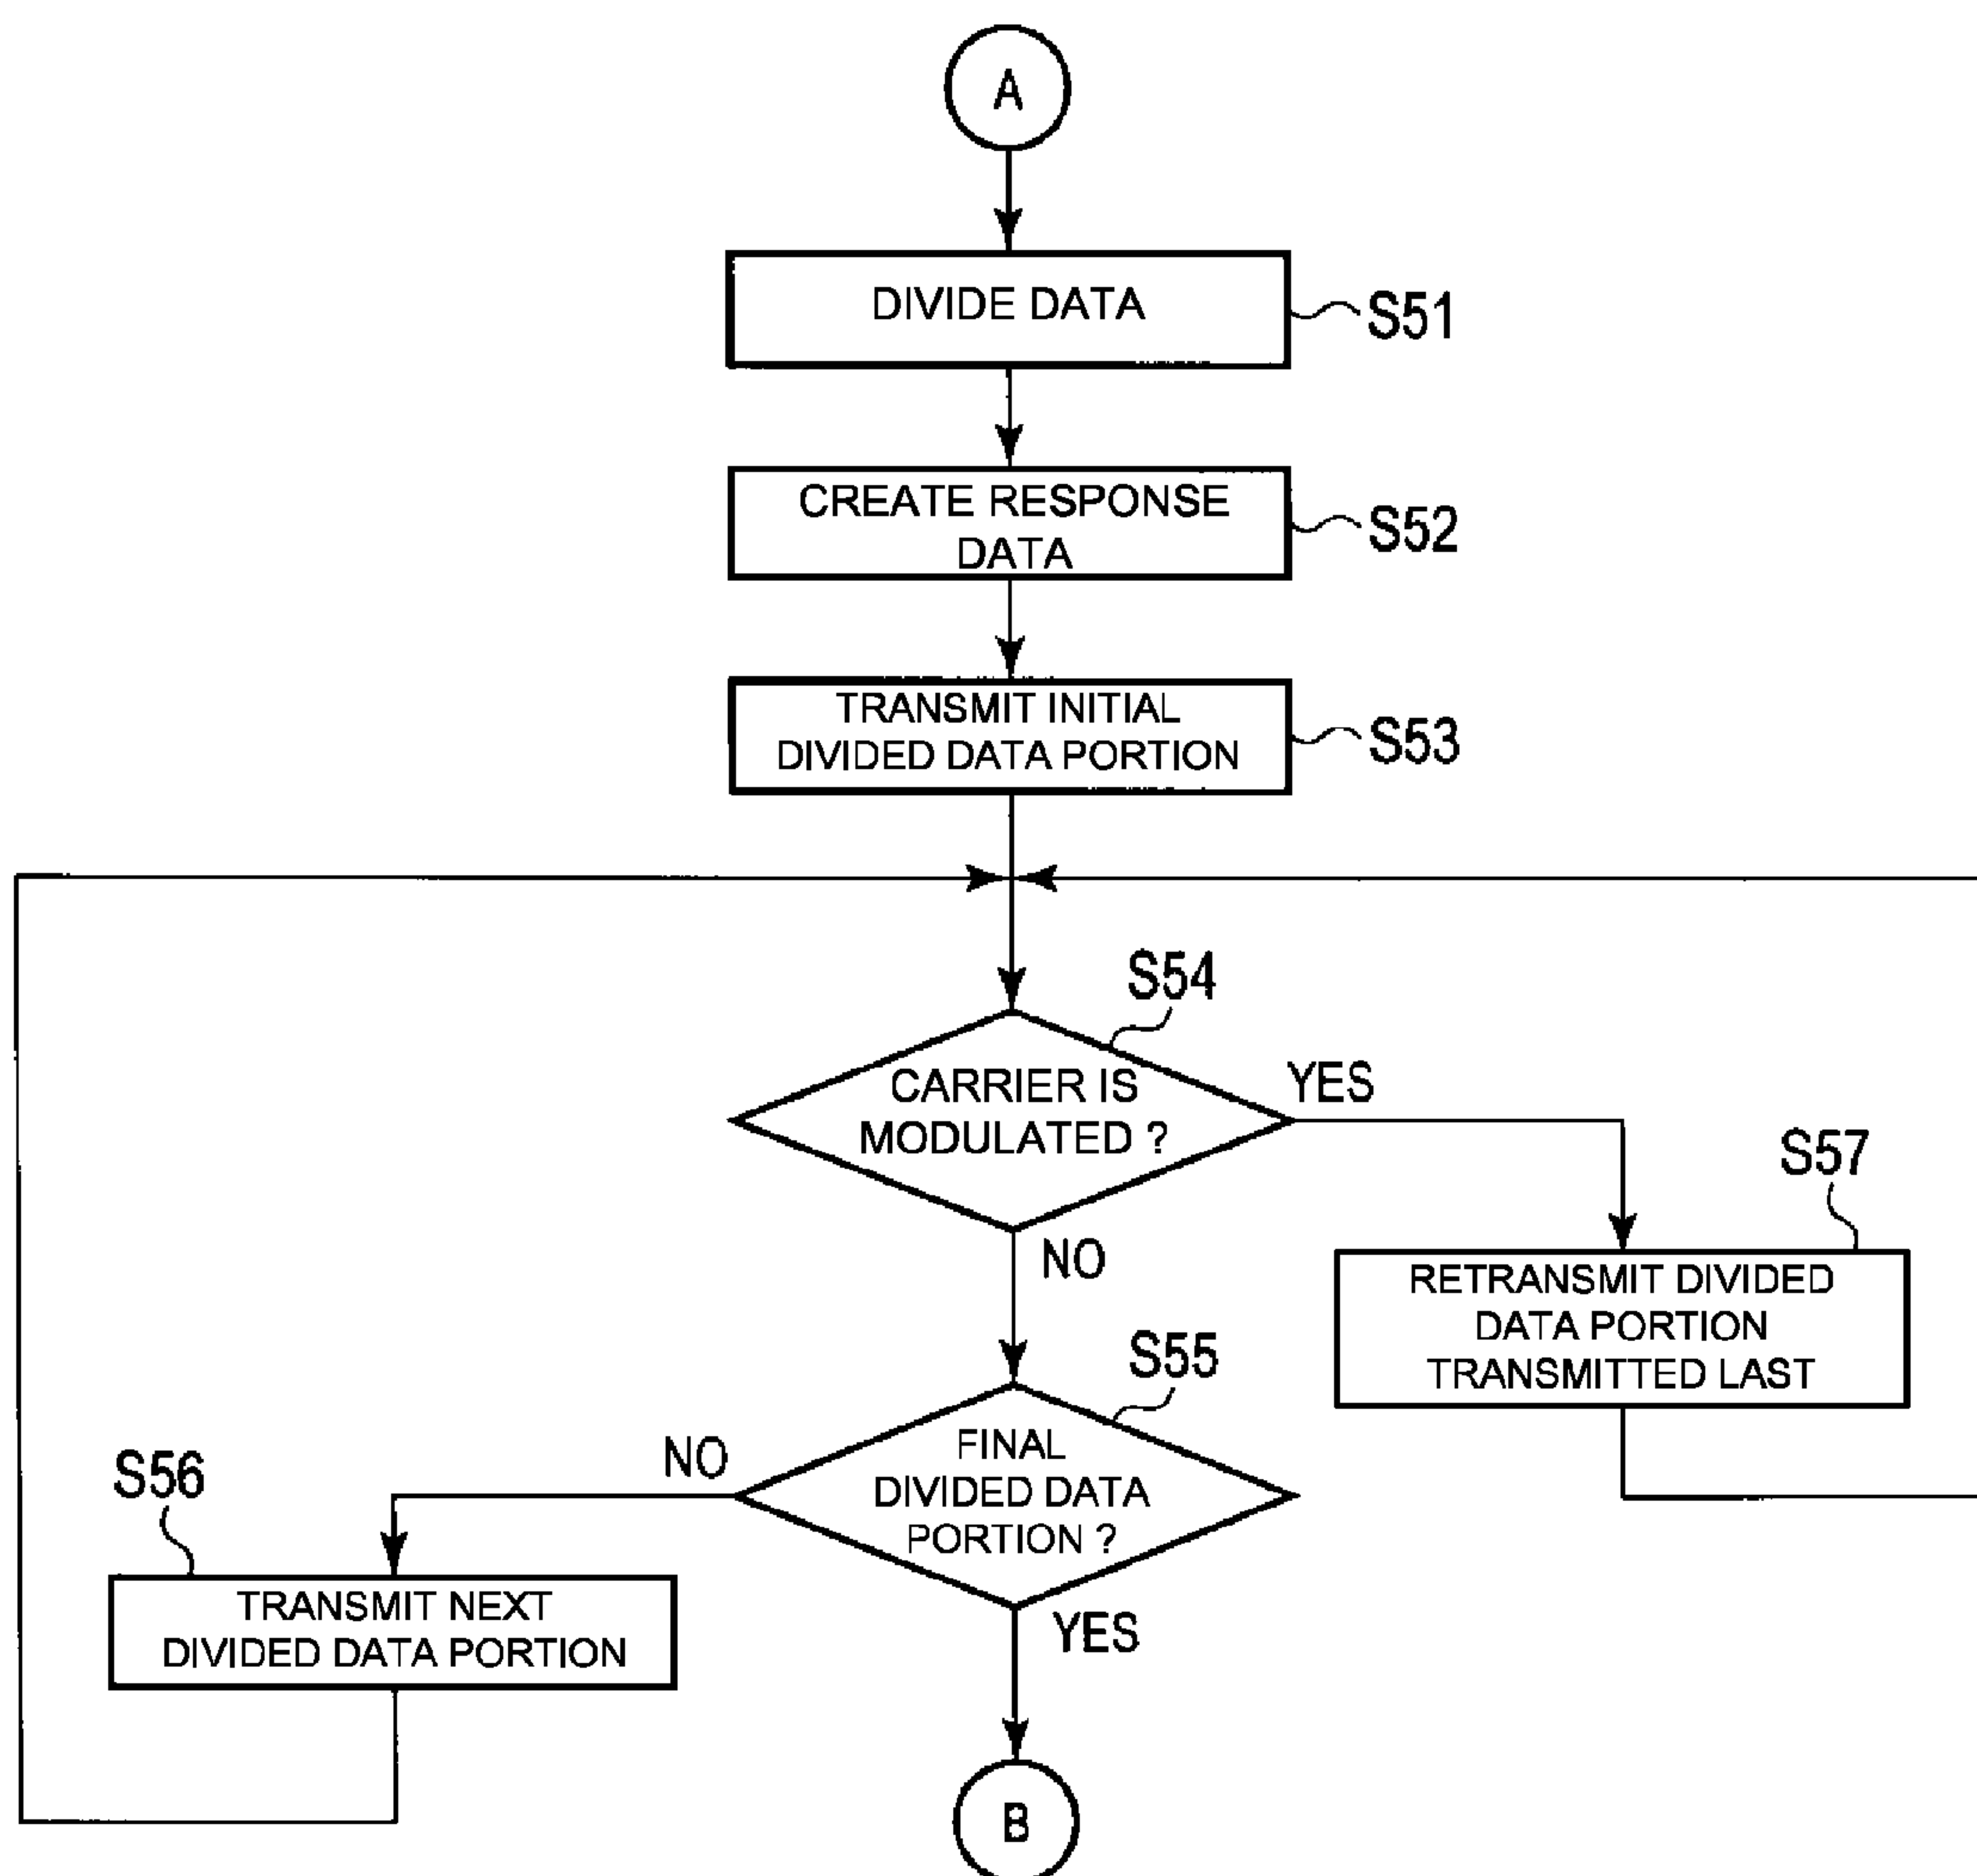 A
DIVIDE DATA
S51
CREATE RESPONSE
DATA
S52
TRANSMIT INITIAL
DIVIDED DATA PORTION
S53
S54
CARRIER IS
MODULATED ?
YES
NO
S57
RETRANSMIT DIVIDED
DATA PORTION
TRANSMITTED LAST
S55
FINAL
DIVIDED DATA
PORTION ?
NO
YES
S56
TRANSMIT NEXT
DIVIDED DATA PORTION
B